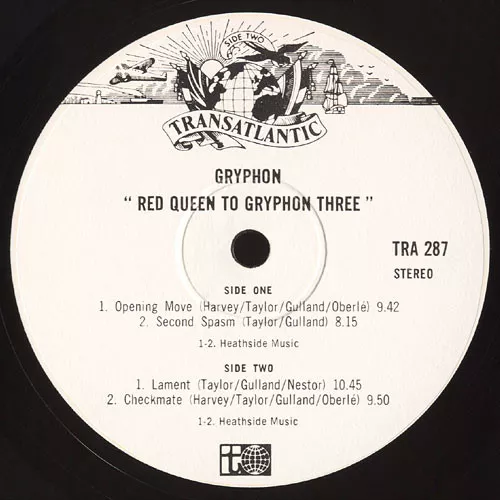 SIDE TWO
TRANSATLANTIC
GRYPHON
" RED QUEEN TO GRYPHON THREE "
TRA 287
STEREO
SIDE ONE
1. Opening Move (Harvey/Taylor/Gulland/Oberlé) 9.42
2. Second Spasm (Taylor/Gulland) 8.15
1-2. Heathside Music
SIDE TWO
1. Lament (Taylor/Gulland/Nestor) 10.45
2. Checkmate (Harvey/Taylor/Gulland/Oberlé) 9.50
1-2. Heathside Music
t